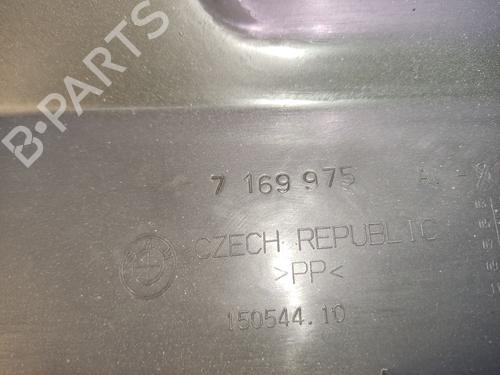 B-PARTS
7 169 975
CZECH REPUBLIC
>PP<
150544.10